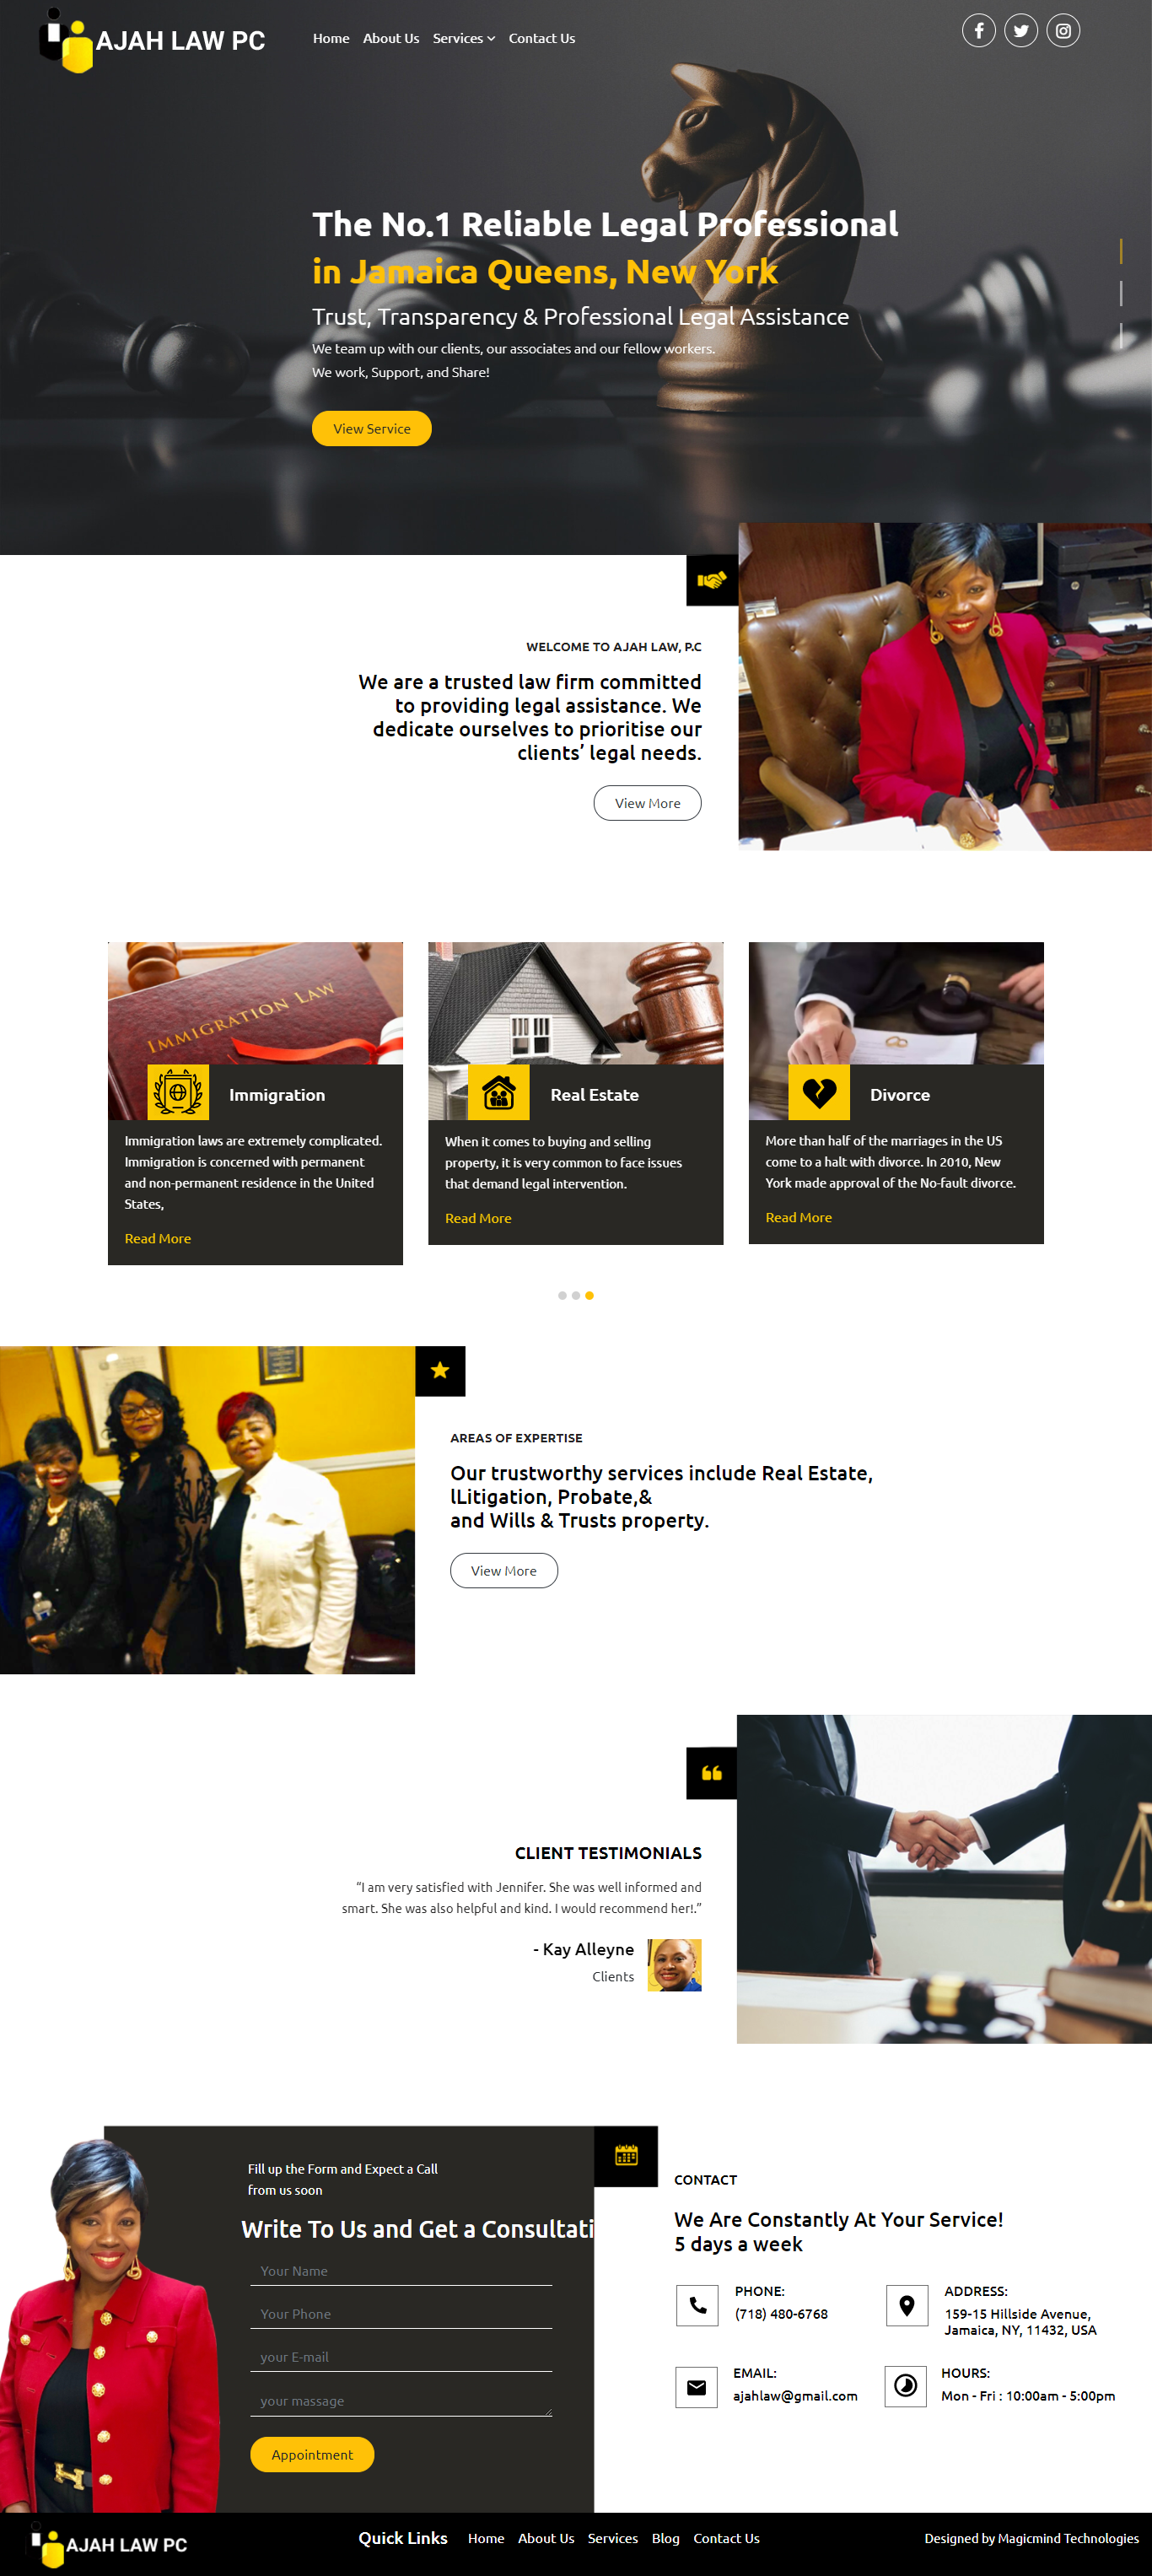 AJAH LAW PC
Home About Us Services Contact Us
The No.1 Reliable Legal Professional
in Jamaica Queens, New York
Trust, Transparency & Professional Legal Assistance
We team up with our clients, our associates and our fellow workers.
We work, Support, and Share!
View Service
WELCOME TO AJAH LAW, P.C
We are a trusted law firm committed
to providing legal assistance. We
dedicate ourselves to prioritise our
clients’ legal needs.
View More
IMMIGRATION LAW
Immigration
Immigration laws are extremely complicated.
Immigration is concerned with permanent
and non-permanent residence in the United
States,
Read More
Real Estate
When it comes to buying and selling
property, it is very common to face issues
that demand legal intervention.
Read More
Divorce
More than half of the marriages in the US
come to a halt with divorce. In 2010, New
York made approval of the No-fault divorce.
Read More
AREAS OF EXPERTISE
Our trustworthy services include Real Estate,
lLitigation, Probate,&
and Wills & Trusts property.
View More
CLIENT TESTIMONIALS
“I am very satisfied with Jennifer. She was well informed and
smart. She was also helpful and kind. I would recommend her!.”
- Kay Alleyne
Clients
Fill up the Form and Expect a Call
from us soon
Write To Us and Get a Consultati
Your Name
Your Phone
your E-mail
your massage
Appointment
CONTACT
We Are Constantly At Your Service!
5 days a week
PHONE:
(718) 480-6768
ADDRESS:
159-15 Hillside Avenue,
Jamaica, NY, 11432, USA
EMAIL:
ajahlaw@gmail.com
HOURS:
Mon - Fri : 10:00am - 5:00pm
AJAH LAW PC
Quick Links Home About Us Services Blog Contact Us
Designed by Magicmind Technologies